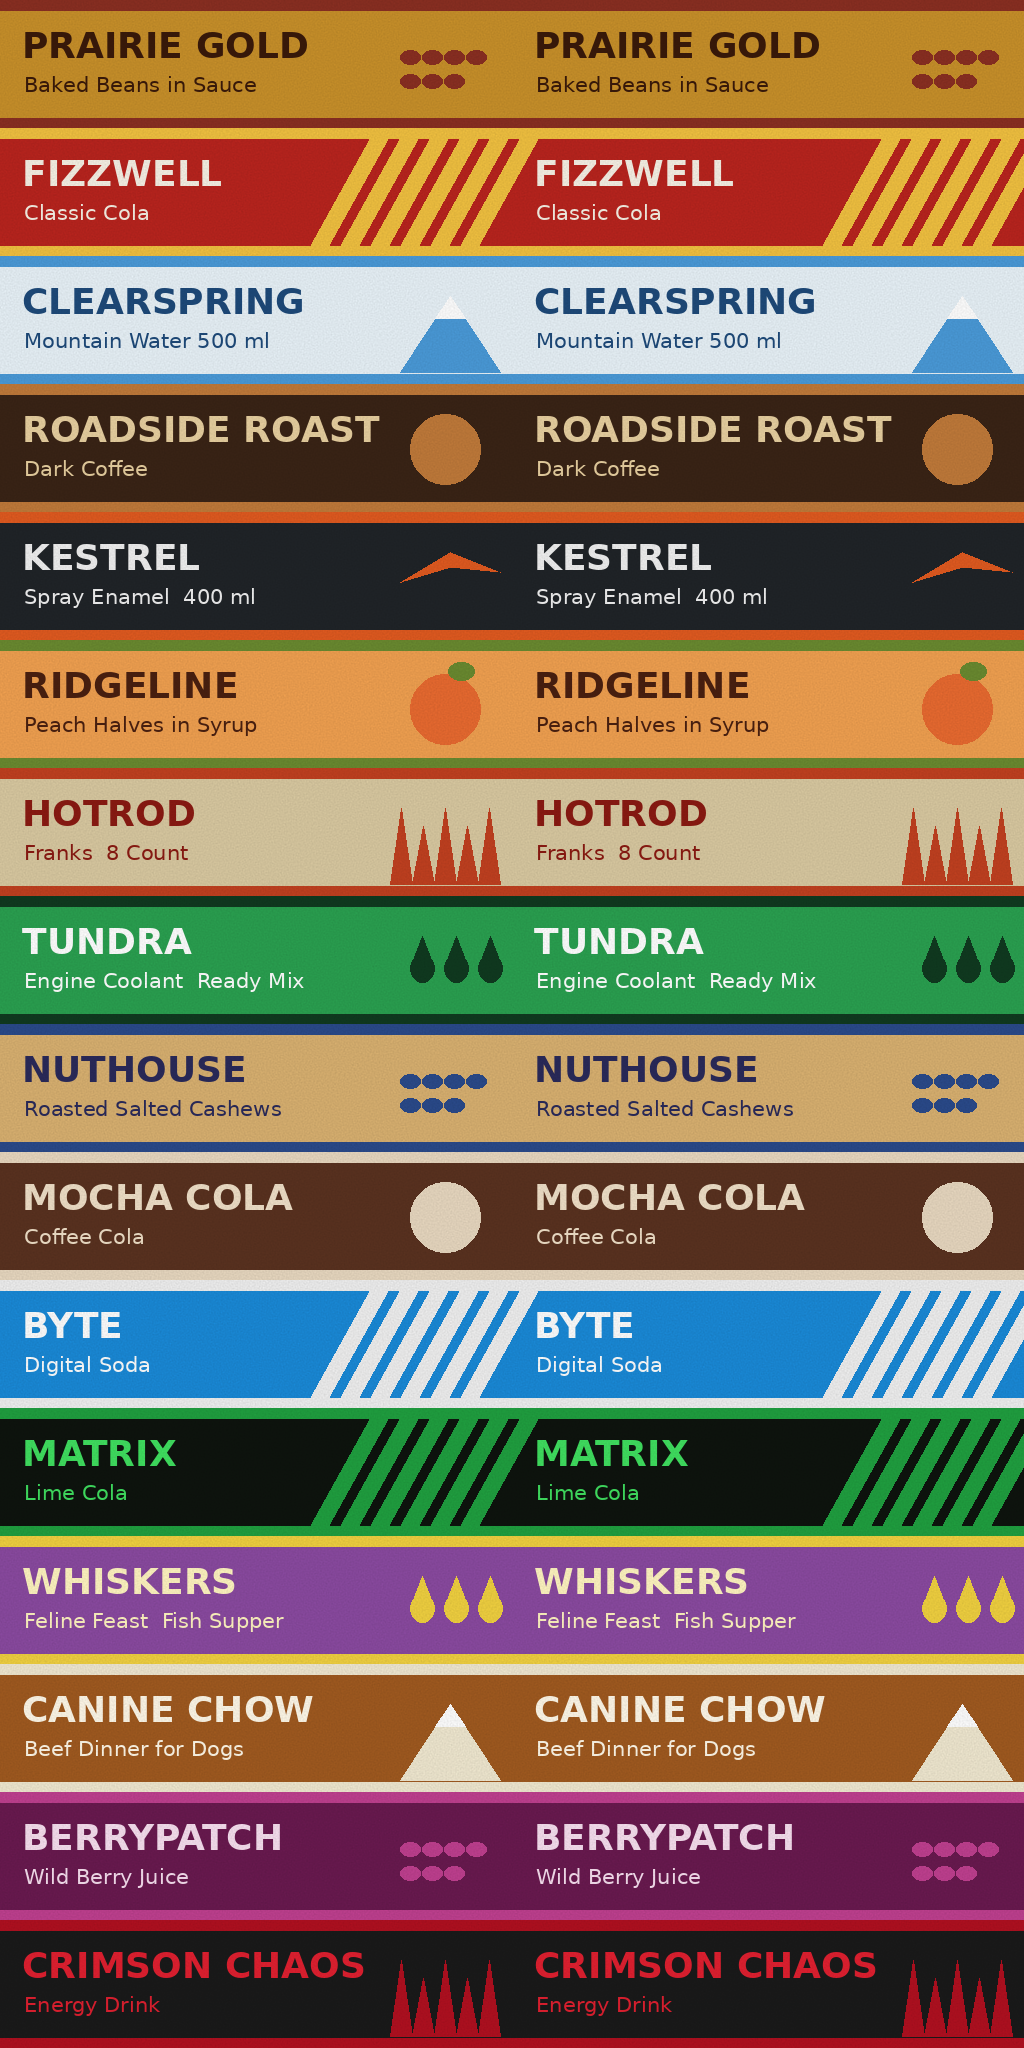 PRAIRIE GOLD PRAIRIE GOLD
Baked Beans in Sauce Baked Beans in Sauce
FIZZWELL FIZZWELL
Classic Cola Classic Cola
CLEARSPRING CLEARSPRING
Mountain Water 500 ml Mountain Water 500 ml
ROADSIDE ROAST ROADSIDE ROAST
Dark Coffee Dark Coffee
KESTREL KESTREL
Spray Enamel 400 ml Spray Enamel 400 ml
RIDGELINE RIDGELINE
Peach Halves in Syrup Peach Halves in Syrup
HOTROD HOTROD
Franks 8 Count Franks 8 Count
TUNDRA TUNDRA
Engine Coolant Ready Mix Engine Coolant Ready Mix
NUTHOUSE NUTHOUSE
Roasted Salted Cashews Roasted Salted Cashews
MOCHA COLA MOCHA COLA
Coffee Cola Coffee Cola
BYTE BYTE
Digital Soda Digital Soda
MATRIX MATRIX
Lime Cola Lime Cola
WHISKERS WHISKERS
Feline Feast Fish Supper Feline Feast Fish Supper
CANINE CHOW CANINE CHOW
Beef Dinner for Dogs Beef Dinner for Dogs
BERRYPATCH BERRYPATCH
Wild Berry Juice Wild Berry Juice
CRIMSON CHAOS CRIMSON CHAOS
Energy Drink Energy Drink